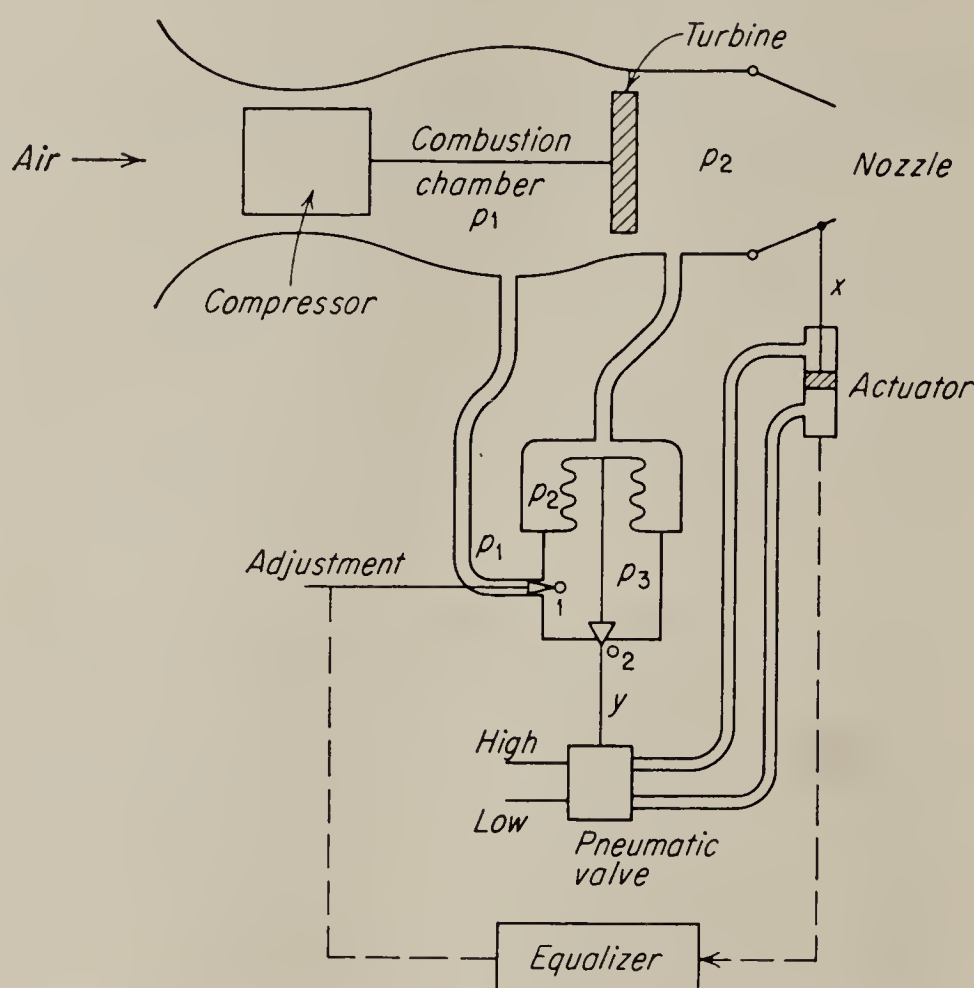 Turbine
Air
Combustion
chamber
p1
p2
Nozzle
Compressor
x
Actuator
p2
p1
Adjustment
p3
1
2
y
High
Low
Pneumatic
valve
Equalizer